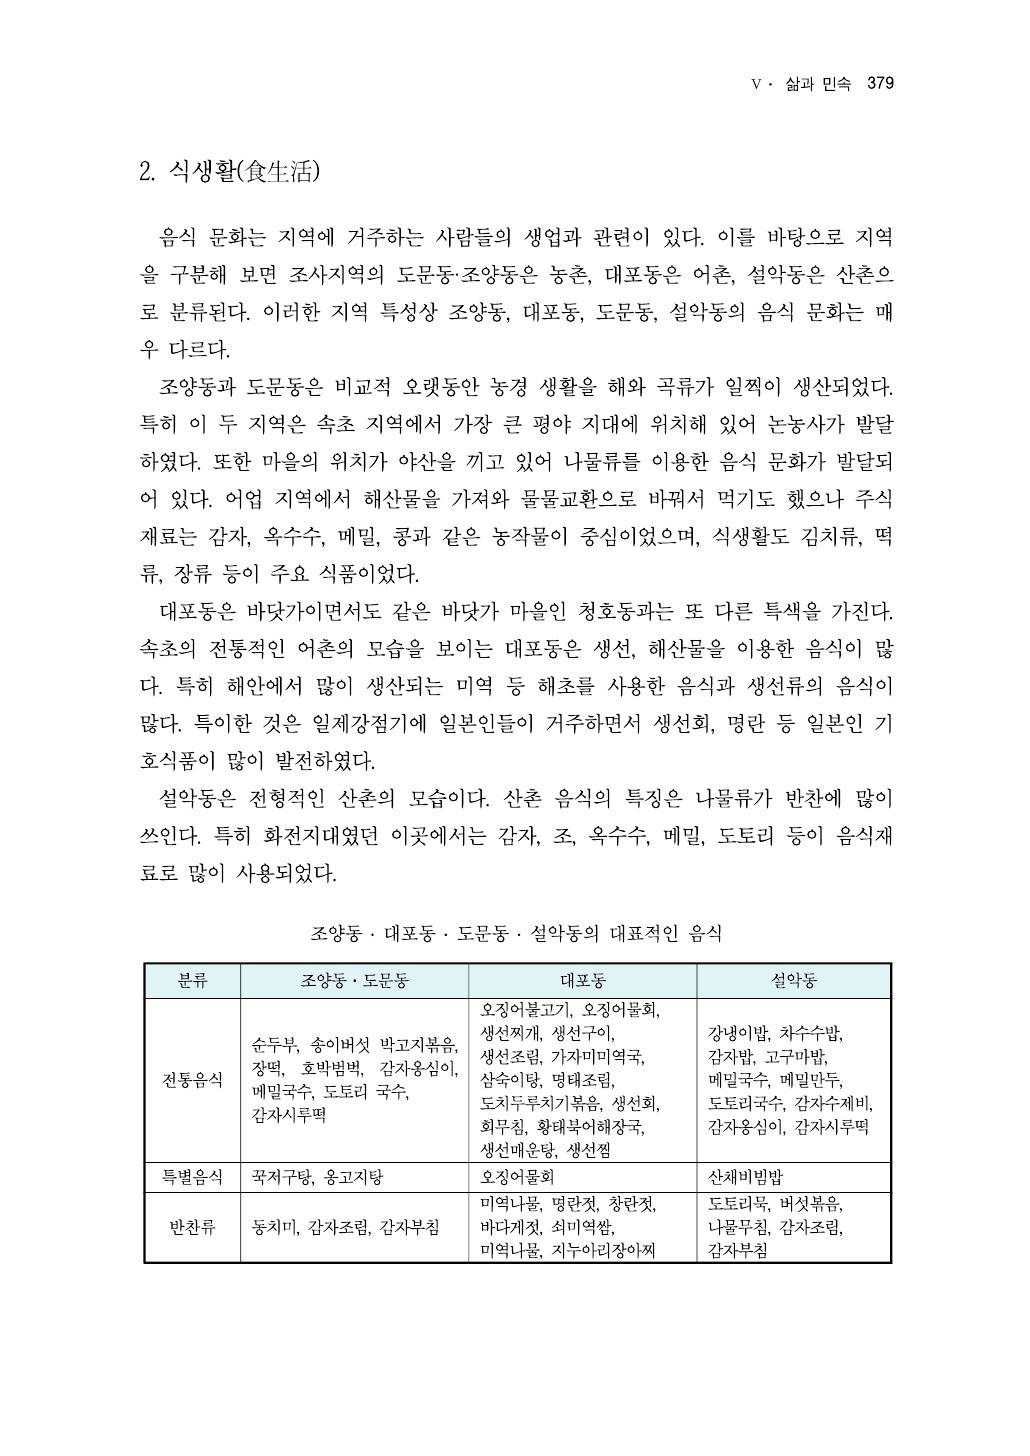 Ⅴ· 삶과 민속 379
2. 식생활(食生活)
음식 문화는 지역에 거주하는 사람들의 생업과 관련이 있다. 이를 바탕으로 지역
을 구분해 보면 조사지역의 도문동·조양동은 농촌, 대포동은 어촌, 설악동은 산촌으
로 분류된다. 이러한 지역 특성상 조양동, 대포동, 도문동, 설악동의 음식 문화는 매
우 다르다.
조양동과 도문동은 비교적 오랫동안 농경 생활을 해와 곡류가 일찍이 생산되었다.
특히 이 두 지역은 속초 지역에서 가장 큰 평야 지대에 위치해 있어 논농사가 발달
하였다. 또한 마을의 위치가 야산을 끼고 있어 나물류를 이용한 음식 문화가 발달되
어 있다. 어업 지역에서 해산물을 가져와 물물교환으로 바꿔서 먹기도 했으나 주식
재료는 감자, 옥수수, 메밀, 콩과 같은 농작물이 중심이었으며, 식생활도 김치류, 떡
류, 장류 등이 주요 식품이었다.
대포동은 바닷가이면서도 같은 바닷가 마을인 청호동과는 또 다른 특색을 가진다.
속초의 전통적인 어촌의 모습을 보이는 대포동은 생선, 해산물을 이용한 음식이 많
다. 특히 해안에서 많이 생산되는 미역 등 해초를 사용한 음식과 생선류의 음식이
많다. 특이한 것은 일제강점기에 일본인들이 거주하면서 생선회, 명란 등 일본인 기
호식품이 많이 발전하였다.
설악동은 전형적인 산촌의 모습이다. 산촌 음식의 특징은 나물류가 반찬에 많이
쓰인다. 특히 화전지대였던 이곳에서는 감자, 조, 옥수수, 메밀, 도토리 등이 음식재
료로 많이 사용되었다.
조양동 · 대포동 · 도문동 · 설악동의 대표적인 음식
분류 조양동 · 도문동 대포동 설악동
전통음식
순두부, 송이버섯 박고지볶음,
장떡, 호박범벅, 감자옹심이,
메밀국수, 도토리 국수,
감자시루떡
오징어불고기, 오징어물회,
생선찌개, 생선구이,
생선조림, 가자미미역국,
삼숙이탕, 명태조림,
도치두루치기볶음, 생선회,
회무침, 황태북어해장국,
생선매운탕, 생선찜
강냉이밥, 차수수밥,
감자밥, 고구마밥,
메밀국수, 메밀만두,
도토리국수, 감자수제비,
감자옹심이, 감자시루떡
특별음식 꾹저구탕, 옹고지탕 오징어물회 산채비빔밥
반찬류
동치미, 감자조림, 감자부침
미역나물, 명란젓, 창란젓,
바다게젓, 쇠미역쌈,
미역나물, 지누아리장아찌
도토리묵, 버섯볶음,
나물무침, 감자조림,
감자부침